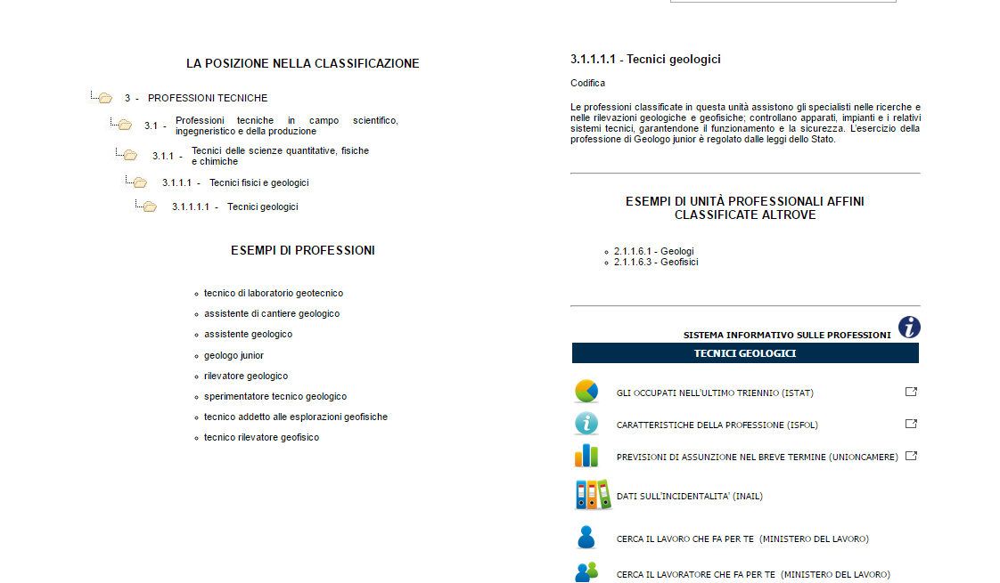 LA POSIZIONE NELLA CLASSIFICAZIONE
3 - PROFESSIONI TECNICHE
3.1 - Professioni tecniche in campo scientifico,
ingegneristico e della produzione
3.1.1 - Tecnici delle scienze quantitative, fisiche
e chimiche
3.1.1.1 - Tecnici fisici e geologici
3.1.1.1.1 - Tecnici geologici
ESEMPI DI PROFESSIONI
tecnico di laboratorio geotecnico
assistente di cantiere geologico
assistente geologico
geologo junior
rilevatore geologico
sperimentatore tecnico geologico
tecnico addetto alle esplorazioni geofisiche
tecnico rilevatore geofisico
3.1.1.1.1 - Tecnici geologici
Codifica
Le professioni classificate in questa unità assistono gli specialisti nelle ricerche e
nelle rilevazioni geologiche e geofisiche; controllano apparati, impianti e i relativi
sistemi tecnici, garantendone il funzionamento e la sicurezza. L'esercizio della
professione di Geologo junior è regolato dalle leggi dello Stato.
ESEMPI DI UNITÀ PROFESSIONALI AFFINI
CLASSIFICATE ALTROVE
2.1.1.6.1 - Geologi
2.1.1.6.3 - Geofisici
SISTEMA INFORMATIVO SULLE PROFESSIONI
TECNICI GEOLOGICI
GLI OCCUPATI NELL'ULTIMO TRIENNIO (ISTAT)
CARATTERISTICHE DELLA PROFESSIONE (ISFOL)
PREVISIONI DI ASSUNZIONE NEL BREVE TERMINE (UNIONCAMERE)
DATI SULL'INCIDENTALITA' (INAIL)
CERCA IL LAVORO CHE FA PER TE (MINISTERO DEL LAVORO)
CERCA IL LAVORATORE CHE FA PER TE (MINISTERO DEL LAVORO)